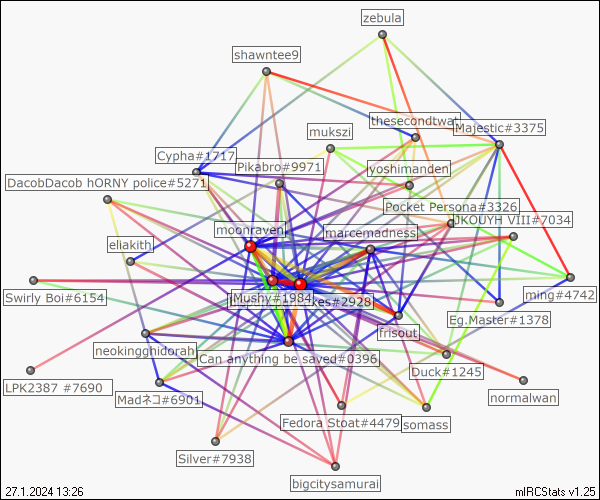 zebula
shawntee9
thesecondtwat
Majestic#3375
mukszi
Cypha#1717
Pikabro#9971
yoshimanden
DacobDacob hORNY police#5271
Pocket Persona#3326
JKOUYH VIII#7034
moonraven
marcemadness
eliakith
Swirly Boi#6154
JMushy#1984
kes#2928
ming#4742
Eg.Master#1378
frisout
neokingghidorah
Can anything be saved#0396
Duck#1245
LPK2387 #7690
Madネコ#6901
normalwan
Fedora Stoat#4479
somass
Silver#7938
bigcitysamurai
27.1.2024 13:26
mIRCStats v1.25